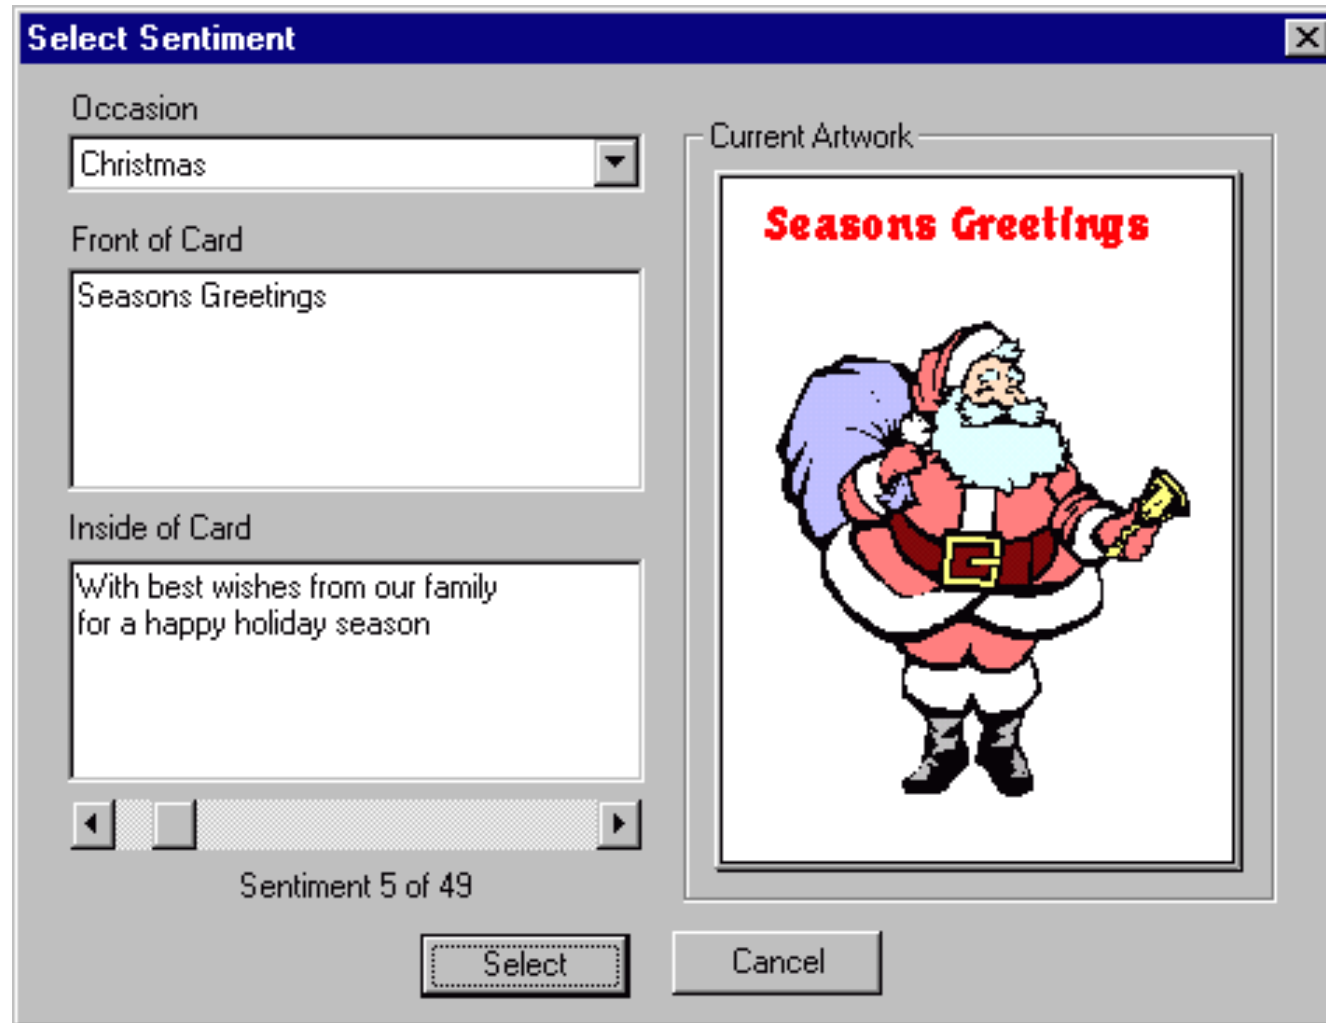 Select Sentiment
Occasion
Christmas
Front of Card
Seasons Greetings
Inside of Card
With best wishes from our family
for a happy holiday season
Sentiment 5 of 49
Current Artwork
Seasons Greetings
Select
Cancel